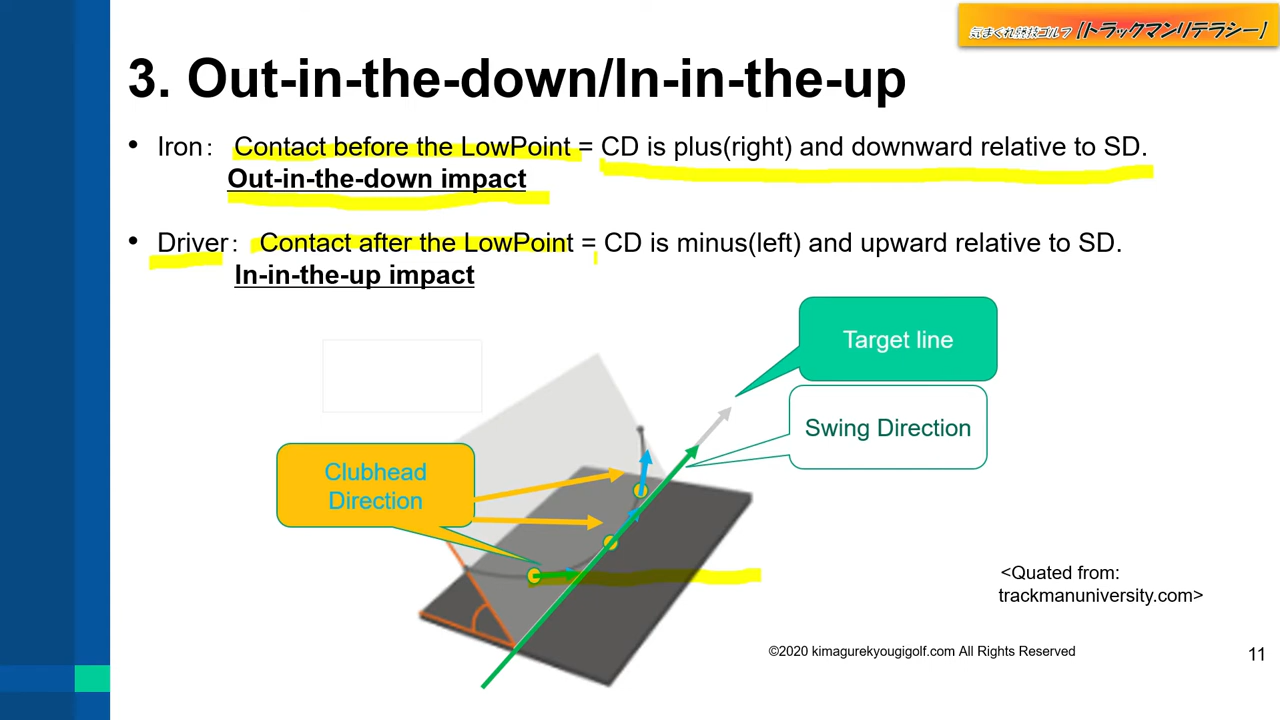 気まぐれ競技ゴルフ【トラックマンリテラシー】
3. Out-in-the-down/In-in-the-up
• Iron： Contact before the LowPoint = CD is plus(right) and downward relative to SD.
Out-in-the-down impact
• Driver： Contact after the LowPoint = CD is minus(left) and upward relative to SD.
In-in-the-up impact
Target line
Swing Direction
Clubhead
Direction
<Quated from:
trackmanuniversity.com>
©2020 kimagurekyougigolf.com All Rights Reserved
11